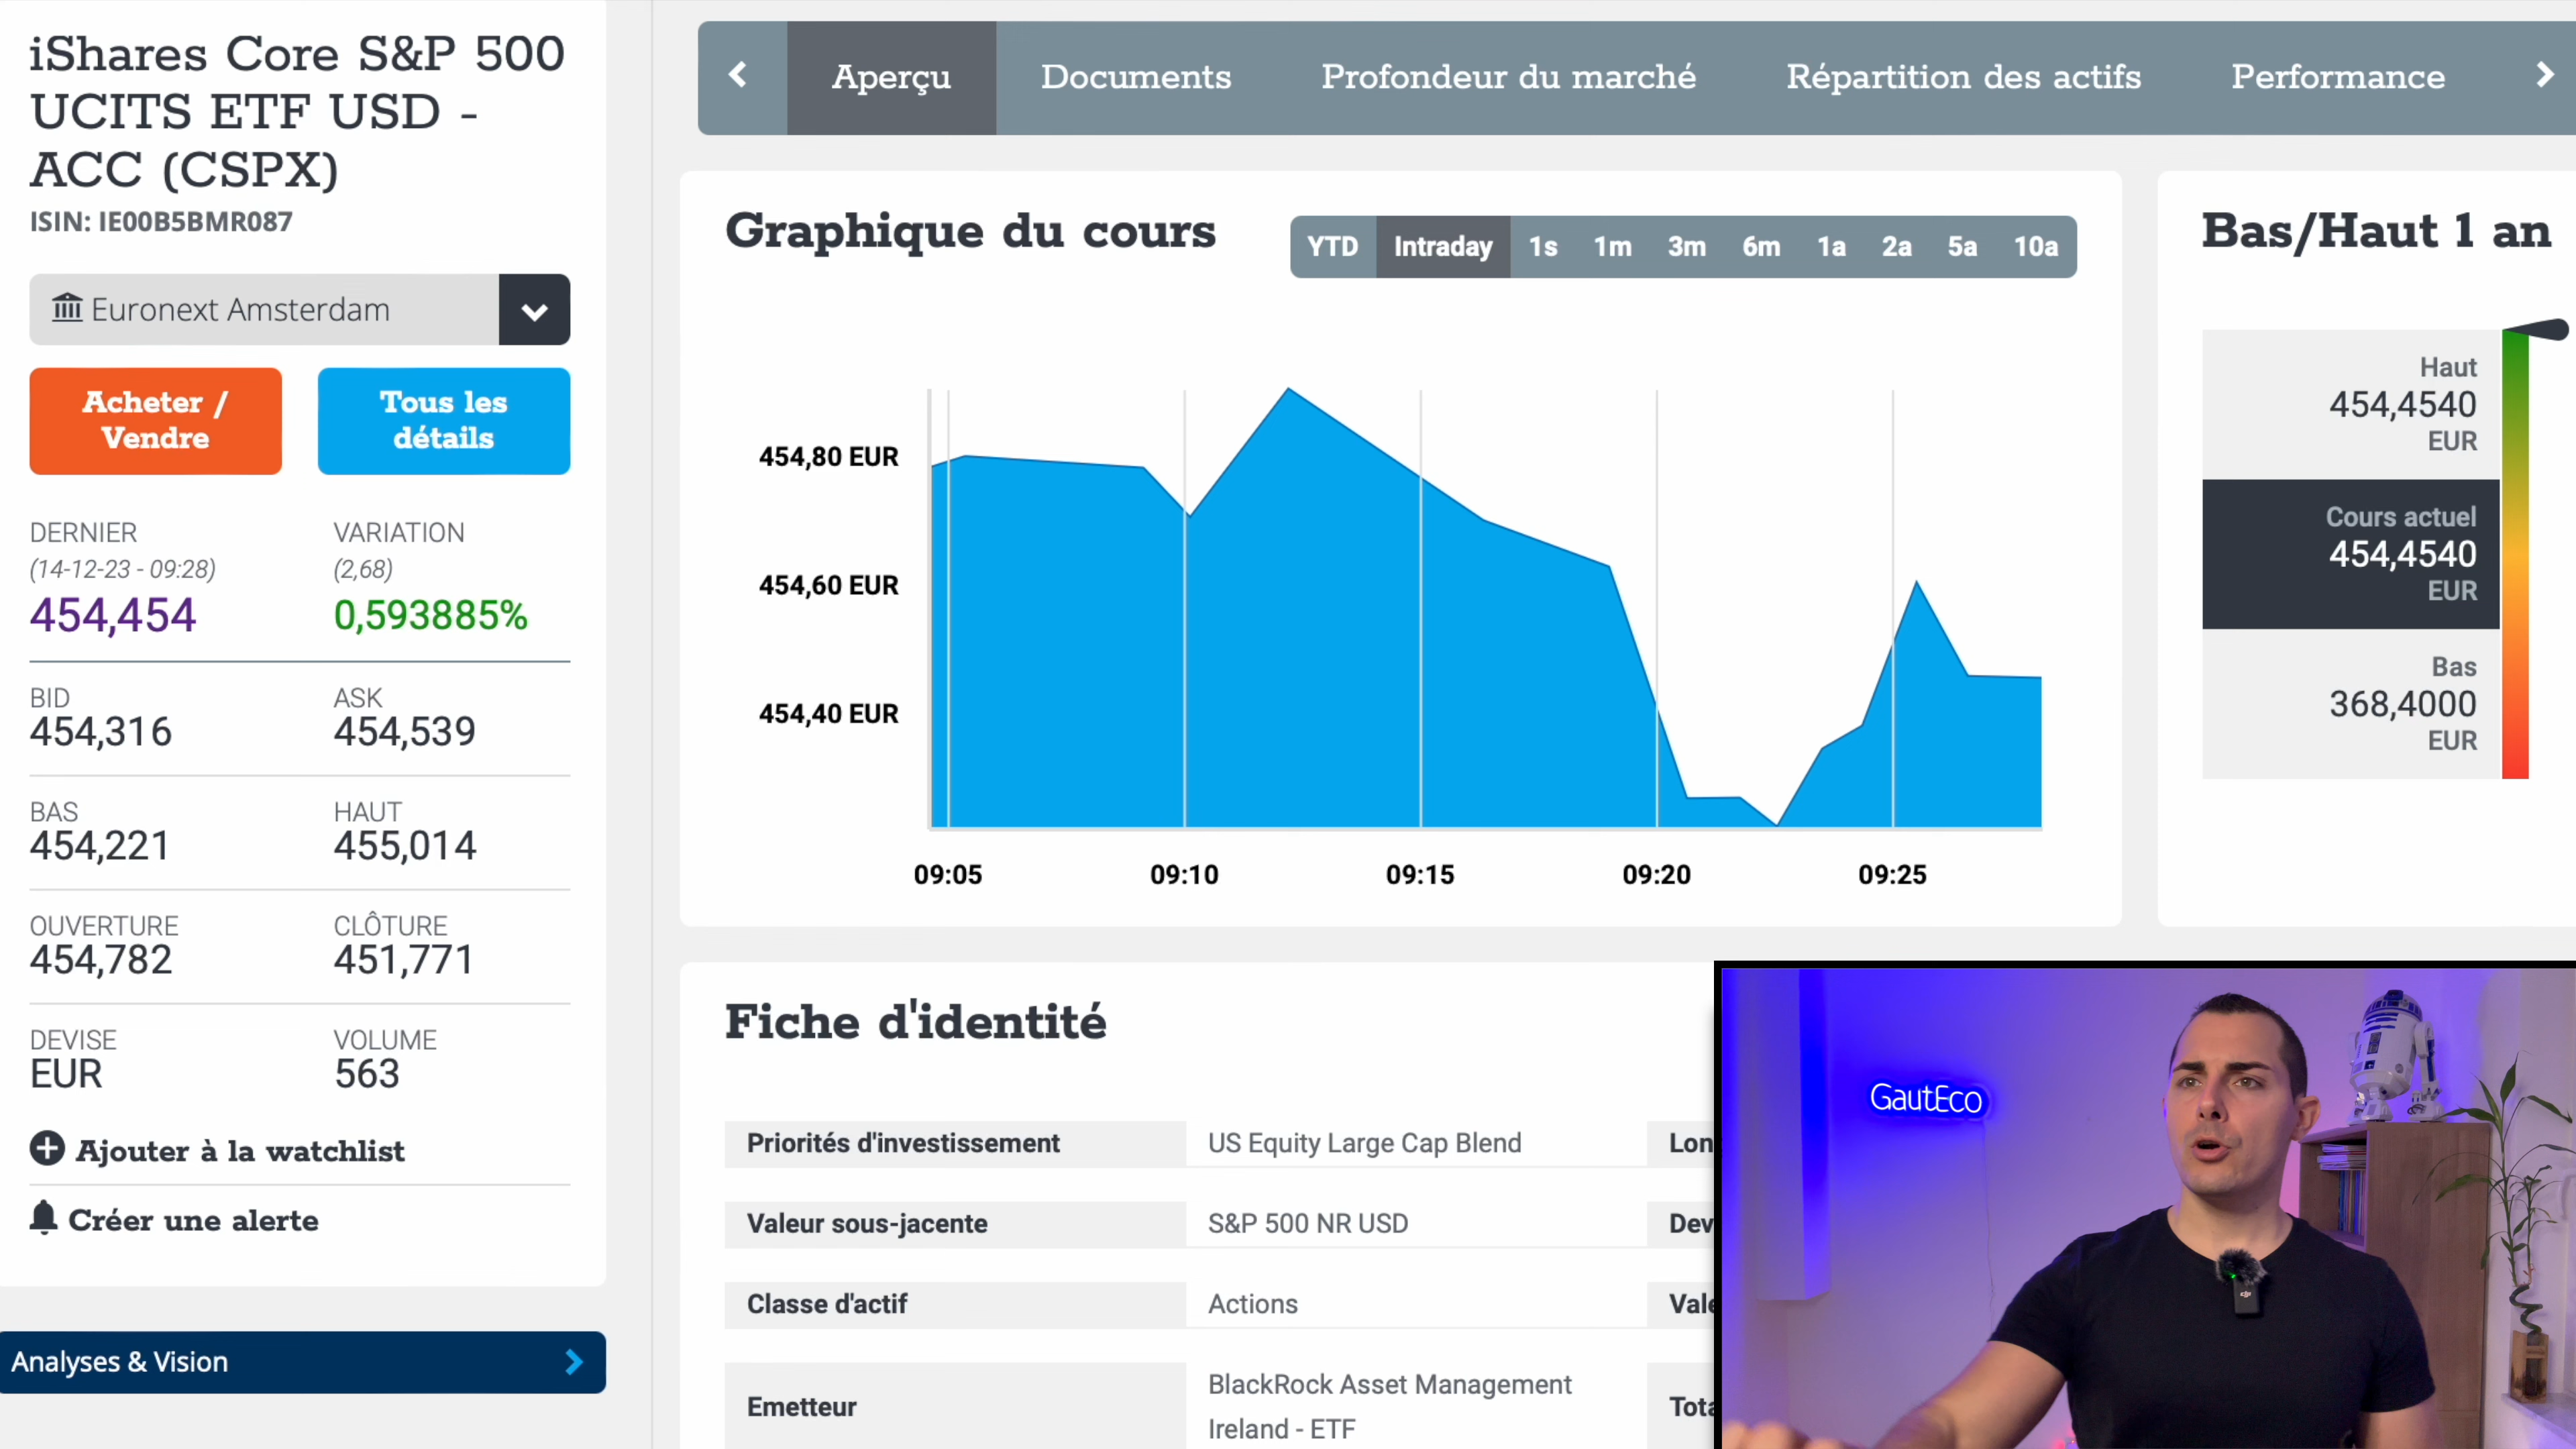 iShares Core S&P 500
UCITS ETF USD -
ACC (CSPX)
ISIN: IE00B5BMR087
Euronext Amsterdam
Acheter /
Vendre
Tous les
détails
DERNIER
(14-12-23 - 09:28)
454,454
VARIATION
(2,68)
0,593885%
BID
454,316
ASK
454,539
BAS
454,221
HAUT
455,014
OUVERTURE
454,782
CLÔTURE
451,771
DEVISE
EUR
VOLUME
563
Ajouter à la watchlist
Créer une alerte
Analyses & Vision
Aperçu
Documents
Profondeur du marché
Répartition des actifs
Performance
Graphique du cours
YTD
Intraday
1s
1m
3m
6m
1a
2a
5a
10a
454,80 EUR
454,60 EUR
454,40 EUR
09:05
09:10
09:15
09:20
09:25
Bas/Haut 1 an
Haut
454,4540
EUR
Cours actuel
454,4540
EUR
Bas
368,4000
EUR
Fiche d'identité
Priorités d'investissement
US Equity Large Cap Blend
Lon
Valeur sous-jacente
S&P 500 NR USD
Dev
Classe d'actif
Actions
Vale
Emetteur
BlackRock Asset Management
Ireland - ETF
Tota
GautEco